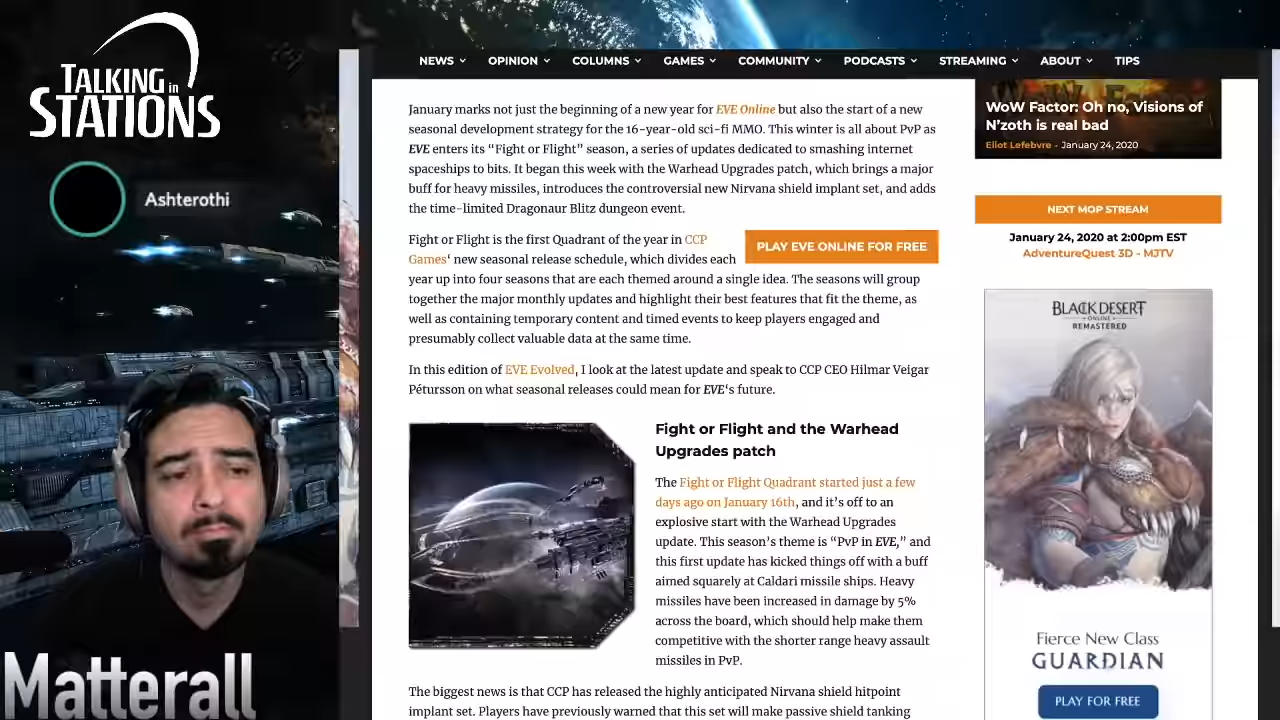 TALKING in
STATIONS
Ashterothi
Matterall
NEWS OPINION COLUMNS GAMES COMMUNITY PODCASTS STREAMING ABOUT TIPS
January marks not just the beginning of a new year for EVE Online but also the start of a new
seasonal development strategy for the 16-year-old sci-fi MMO. This winter is all about PvP as
EVE enters its “Fight or Flight” season, a series of updates dedicated to smashing internet
spaceships to bits. It began this week with the Warhead Upgrades patch, which brings a major
buff for heavy missiles, introduces the controversial new Nirvana shield implant set, and adds
the time-limited Dragonaur Blitz dungeon event.
Fight or Flight is the first Quadrant of the year in CCP
Games‘ new seasonal release schedule, which divides each
PLAY EVE ONLINE FOR FREE
year up into four seasons that are each themed around a single idea. The seasons will group
together the major monthly updates and highlight their best features that fit the theme, as
well as containing temporary content and timed events to keep players engaged and
presumably collect valuable data at the same time.
In this edition of EVE Evolved, I look at the latest update and speak to CCP CEO Hilmar Veigar
Pétursson on what seasonal releases could mean for EVE‘s future.
Fight or Flight and the Warhead
Upgrades patch
The Fight or Flight Quadrant started just a few
days ago on January 16th, and it’s off to an
explosive start with the Warhead Upgrades
update. This season’s theme is “PvP in EVE,” and
this first update has kicked things off with a buff
aimed squarely at Caldari missile ships. Heavy
missiles have been increased in damage by 5%
across the board, which should help make them
competitive with the shorter range heavy assault
missiles in PvP.
The biggest news is that CCP has released the highly anticipated Nirvana shield hitpoint
implant set. Players have previously warned that this set will make passive shield tanking
WoW Factor: Oh no, Visions of
N’zoth is real bad
Eliot Lefebvre - January 24, 2020
NEXT MOP STREAM
January 24, 2020 at 2:00pm EST
AdventureQuest 3D - MJTV
BLACK DESERT
ONLINE
REMASTERED
Fierce New Class
GUARDIAN
PLAY FOR FREE